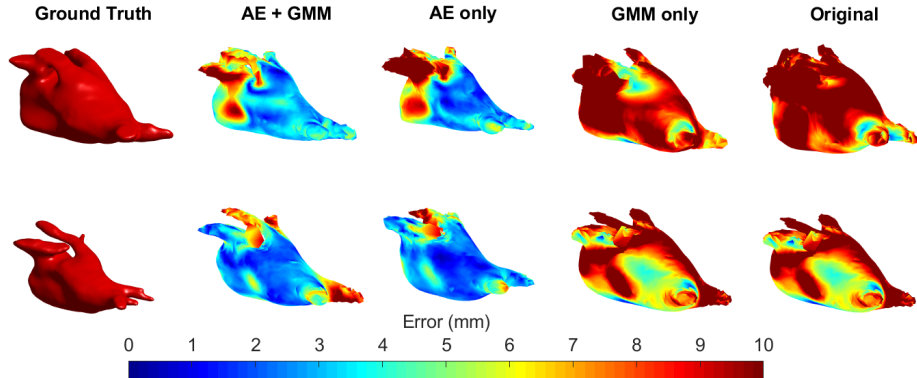 Ground Truth AE + GMM AE only GMM only Original
Error (mm)
0 1 2 3 4 5 6 7 8 9 10